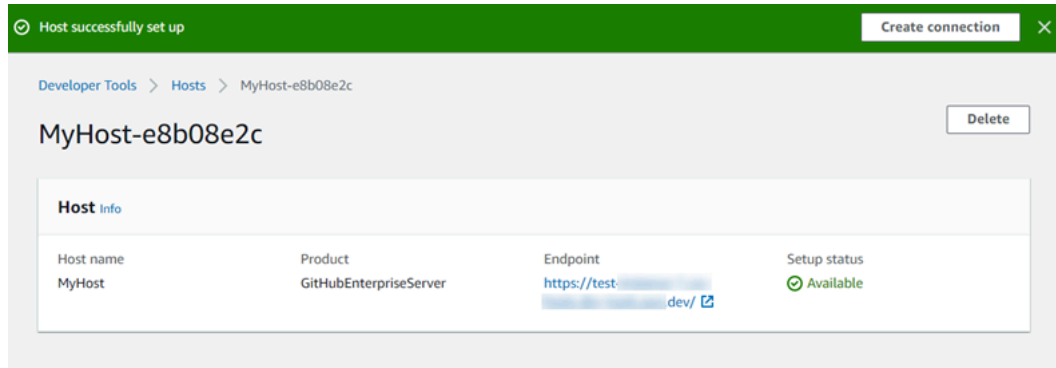 Host successfully set up
Create connection
Developer Tools > Hosts > MyHost-e8b08e2c
MyHost-e8b08e2c
Delete
Host Info
Host name
Product
Endpoint
Setup status
MyHost
GitHubEnterpriseServer
https://test-
dev/
Available